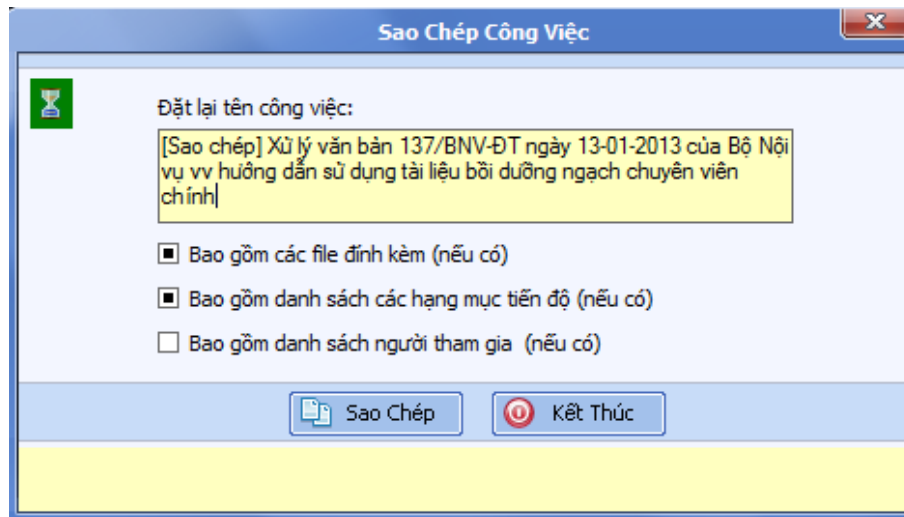 Sao Chép Công Việc
Đặt lại tên công việc:
[Sao chép] Xử lý văn bản 137/BNV-ĐT ngày 13-01-2013 của Bộ Nội
vụ vv hướng dẫn sử dụng tài liệu bồi dưỡng ngạch chuyên viên
chính
Bao gồm các file đính kèm (nếu có)
Bao gồm danh sách các hạng mục tiến độ (nếu có)
Bao gồm danh sách người tham gia (nếu có)
Sao Chép
Kết Thúc